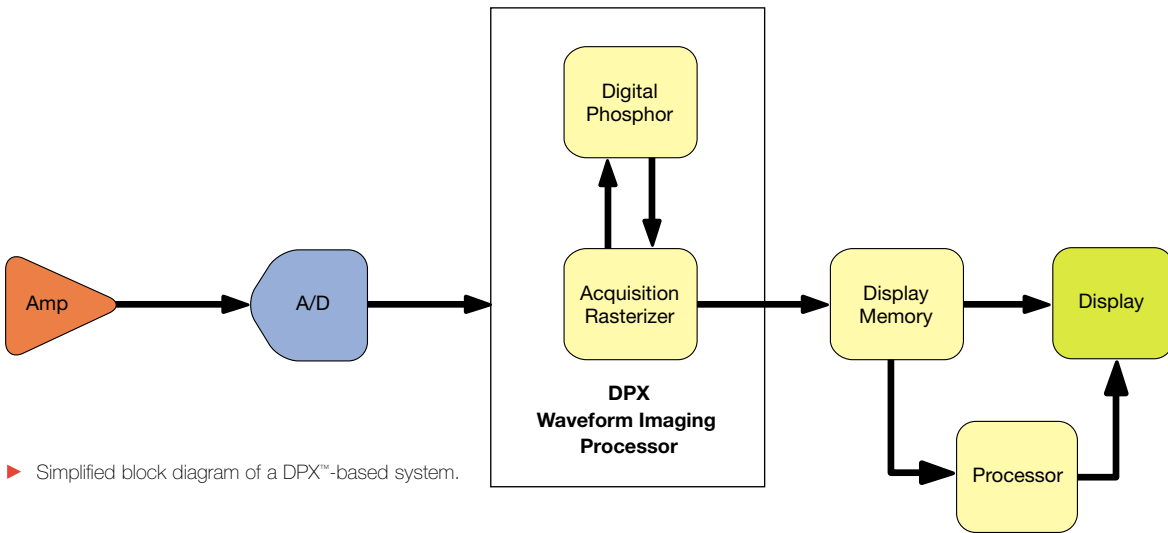 Digital
Phosphor
Amp
A/D
Acquisition
Rasterizer
Display
Memory
Display
DPX
Waveform Imaging
Processor
Processor
► Simplified block diagram of a DPX™-based system.